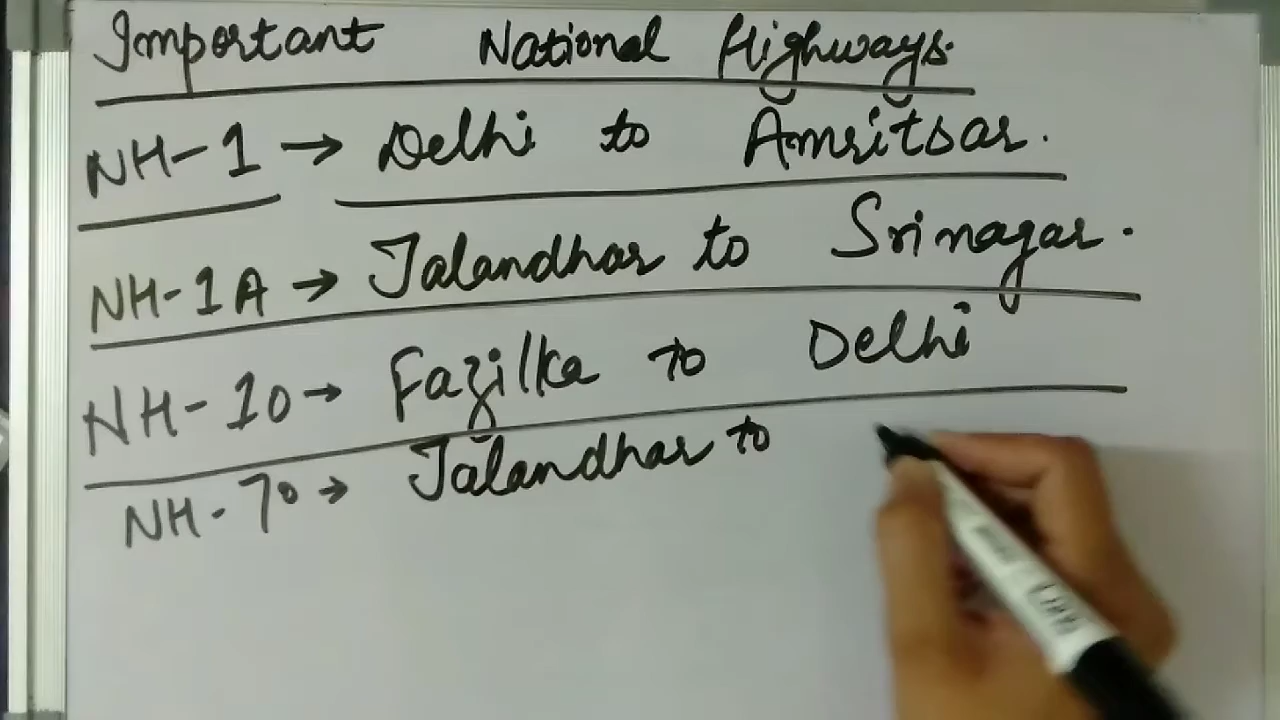 Important National Highways.
NH-1 → Delhi to Amritsar.
NH-1A → Jalandhar to Srinagar.
NH-10 → Fazilka to Delhi
NH-70 → Jalandhar to